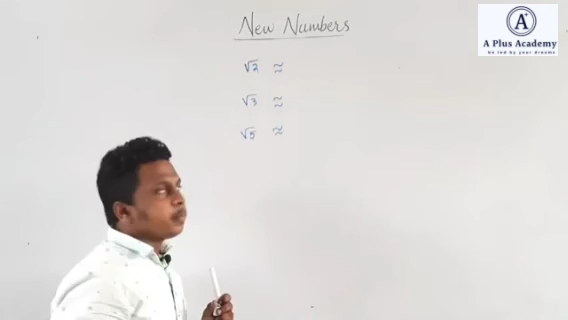 New Numbers
A+
A Plus Academy
be led by your dreams
√2 ≈
√3 ≈
√5 ≈